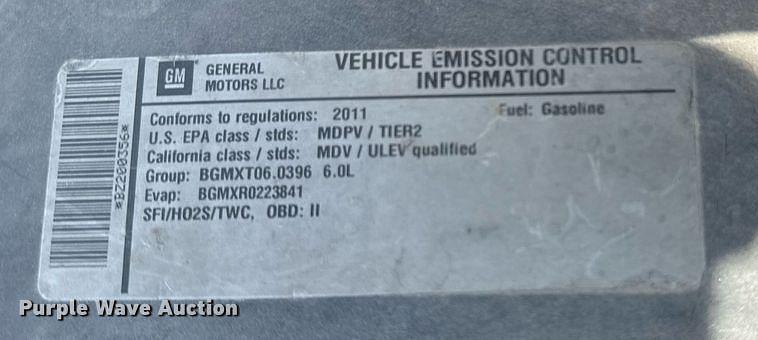 *BZ200356*
GM
GENERAL
MOTORS LLC
VEHICLE EMISSION CONTROL
INFORMATION
Conforms to regulations: 2011 Fuel: Gasoline
U.S. EPA class / stds: MDPV / TIER2
California class / stds: MDV / ULEV qualified
Group: BGMXT06.0396 6.0L
Evap: BGMXR0223841
SFI/HO2S/TWC, OBD: II
Purple Wave Auction